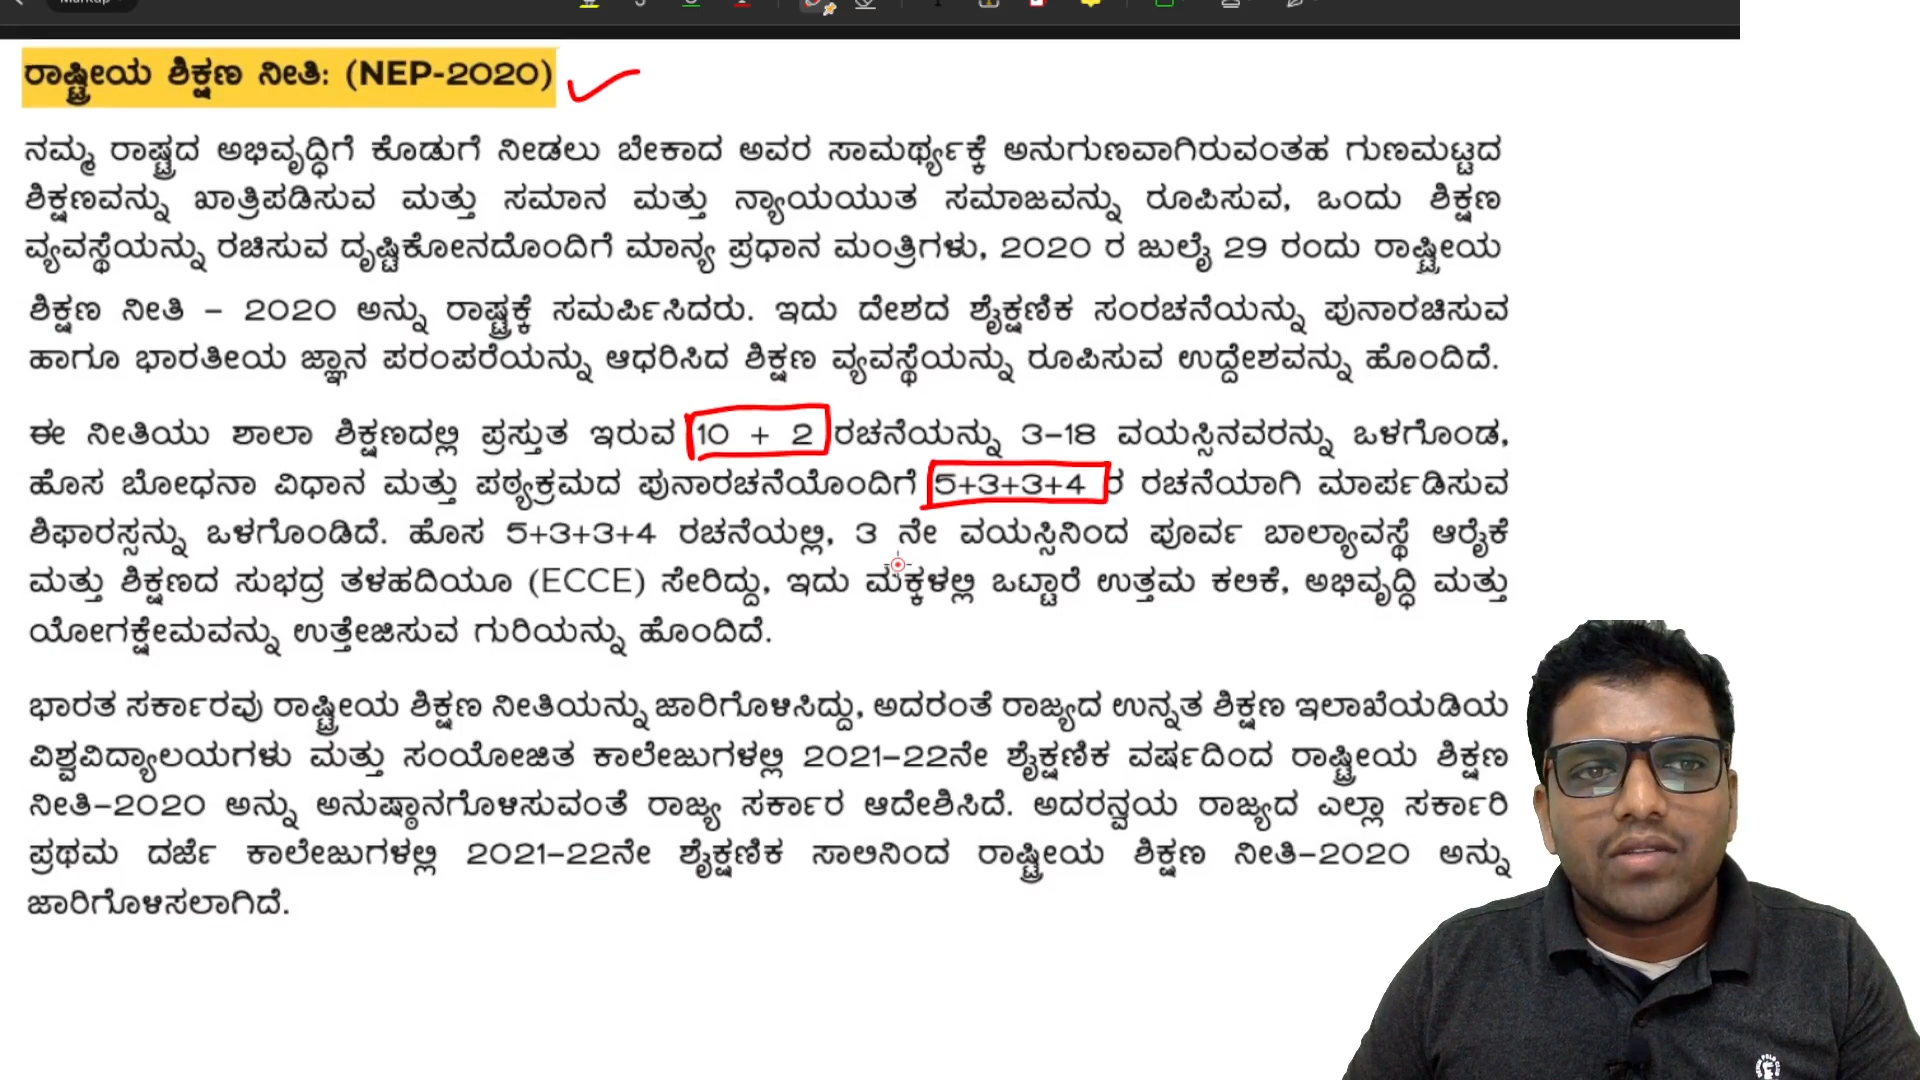 ರಾಷ್ಟ್ರೀಯ ಶಿಕ್ಷಣ ನೀತಿ: (NEP-2020)
ನಮ್ಮ ರಾಷ್ಟ್ರದ ಅಭಿವೃದ್ಧಿಗೆ ಕೊಡುಗೆ ನೀಡಲು ಬೇಕಾದ ಅವರ ಸಾಮರ್ಥ್ಯಕ್ಕೆ ಅನುಗುಣವಾಗಿರುವಂತಹ ಗುಣಮಟ್ಟದ
ಶಿಕ್ಷಣವನ್ನು ಖಾತ್ರಿಪಡಿಸುವ ಮತ್ತು ಸಮಾನ ಮತ್ತು ನ್ಯಾಯಯುತ ಸಮಾಜವನ್ನು ರೂಪಿಸುವ, ಒಂದು ಶಿಕ್ಷಣ
ವ್ಯವಸ್ಥೆಯನ್ನು ರಚಿಸುವ ದೃಷ್ಟಿಕೋನದೊಂದಿಗೆ ಮಾನ್ಯ ಪ್ರಧಾನ ಮಂತ್ರಿಗಳು, 2020 ರ ಜುಲೈ 29 ರಂದು ರಾಷ್ಟ್ರೀಯ
ಶಿಕ್ಷಣ ನೀತಿ – 2020 ಅನ್ನು ರಾಷ್ಟ್ರಕ್ಕೆ ಸಮರ್ಪಿಸಿದರು. ಇದು ದೇಶದ ಶೈಕ್ಷಣಿಕ ಸಂರಚನೆಯನ್ನು ಪುನಾರಚಿಸುವ
ಹಾಗೂ ಭಾರತೀಯ ಜ್ಞಾನ ಪರಂಪರೆಯನ್ನು ಆಧರಿಸಿದ ಶಿಕ್ಷಣ ವ್ಯವಸ್ಥೆಯನ್ನು ರೂಪಿಸುವ ಉದ್ದೇಶವನ್ನು ಹೊಂದಿದೆ.
ಈ ನೀತಿಯು ಶಾಲಾ ಶಿಕ್ಷಣದಲ್ಲಿ ಪ್ರಸ್ತುತ ಇರುವ 10 + 2 ರಚನೆಯನ್ನು 3–18 ವಯಸ್ಸಿನವರನ್ನು ಒಳಗೊಂಡ,
ಹೊಸ ಬೋಧನಾ ವಿಧಾನ ಮತ್ತು ಪಠ್ಯಕ್ರಮದ ಪುನಾರಚನೆಯೊಂದಿಗೆ 5+3+3+4 ರ ರಚನೆಯಾಗಿ ಮಾರ್ಪಡಿಸುವ
ಶಿಫಾರಸ್ಸನ್ನು ಒಳಗೊಂಡಿದೆ. ಹೊಸ 5+3+3+4 ರಚನೆಯಲ್ಲಿ, 3 ನೇ ವಯಸ್ಸಿನಿಂದ ಪೂರ್ವ ಬಾಲ್ಯಾವಸ್ಥೆ ಆರೈಕೆ
ಮತ್ತು ಶಿಕ್ಷಣದ ಸುಭದ್ರ ತಳಹದಿಯೂ (ECCE) ಸೇರಿದ್ದು, ಇದು ಮಕ್ಕಳಲ್ಲಿ ಒಟ್ಟಾರೆ ಉತ್ತಮ ಕಲಿಕೆ, ಅಭಿವೃದ್ಧಿ ಮತ್ತು
ಯೋಗಕ್ಷೇಮವನ್ನು ಉತ್ತೇಜಿಸುವ ಗುರಿಯನ್ನು ಹೊಂದಿದೆ.
ಭಾರತ ಸರ್ಕಾರವು ರಾಷ್ಟ್ರೀಯ ಶಿಕ್ಷಣ ನೀತಿಯನ್ನು ಜಾರಿಗೊಳಿಸಿದ್ದು, ಅದರಂತೆ ರಾಜ್ಯದ ಉನ್ನತ ಶಿಕ್ಷಣ ಇಲಾಖೆಯಡಿಯ
ವಿಶ್ವವಿದ್ಯಾಲಯಗಳು ಮತ್ತು ಸಂಯೋಜಿತ ಕಾಲೇಜುಗಳಲ್ಲಿ 2021–22ನೇ ಶೈಕ್ಷಣಿಕ ವರ್ಷದಿಂದ ರಾಷ್ಟ್ರೀಯ ಶಿಕ್ಷಣ
ನೀತಿ–2020 ಅನ್ನು ಅನುಷ್ಠಾನಗೊಳಿಸುವಂತೆ ರಾಜ್ಯ ಸರ್ಕಾರ ಆದೇಶಿಸಿದೆ. ಅದರನ್ವಯ ರಾಜ್ಯದ ಎಲ್ಲಾ ಸರ್ಕಾರಿ
ಪ್ರಥಮ ದರ್ಜೆ ಕಾಲೇಜುಗಳಲ್ಲಿ 2021–22ನೇ ಶೈಕ್ಷಣಿಕ ಸಾಲಿನಿಂದ ರಾಷ್ಟ್ರೀಯ ಶಿಕ್ಷಣ ನೀತಿ–2020 ಅನ್ನು
ಜಾರಿಗೊಳಿಸಲಾಗಿದೆ.